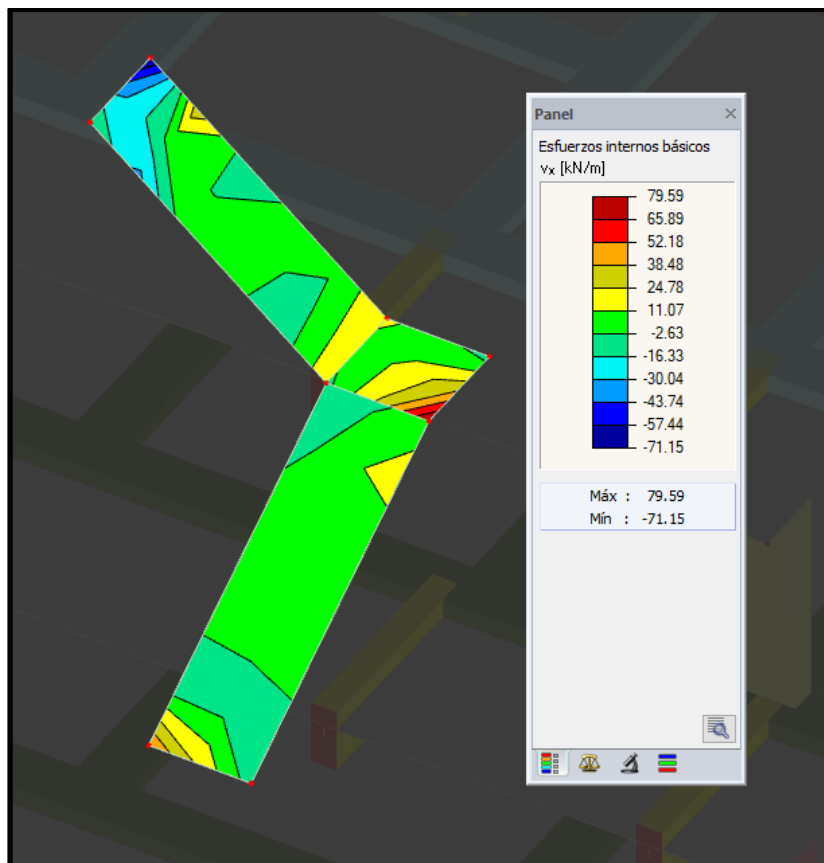 Panel
Esfuerzos internos básicos
vx [kN/m]
79.59
65.89
52.18
38.48
24.78
11.07
-2.63
-16.33
-30.04
-43.74
-57.44
-71.15
Máx : 79.59
Mín : -71.15